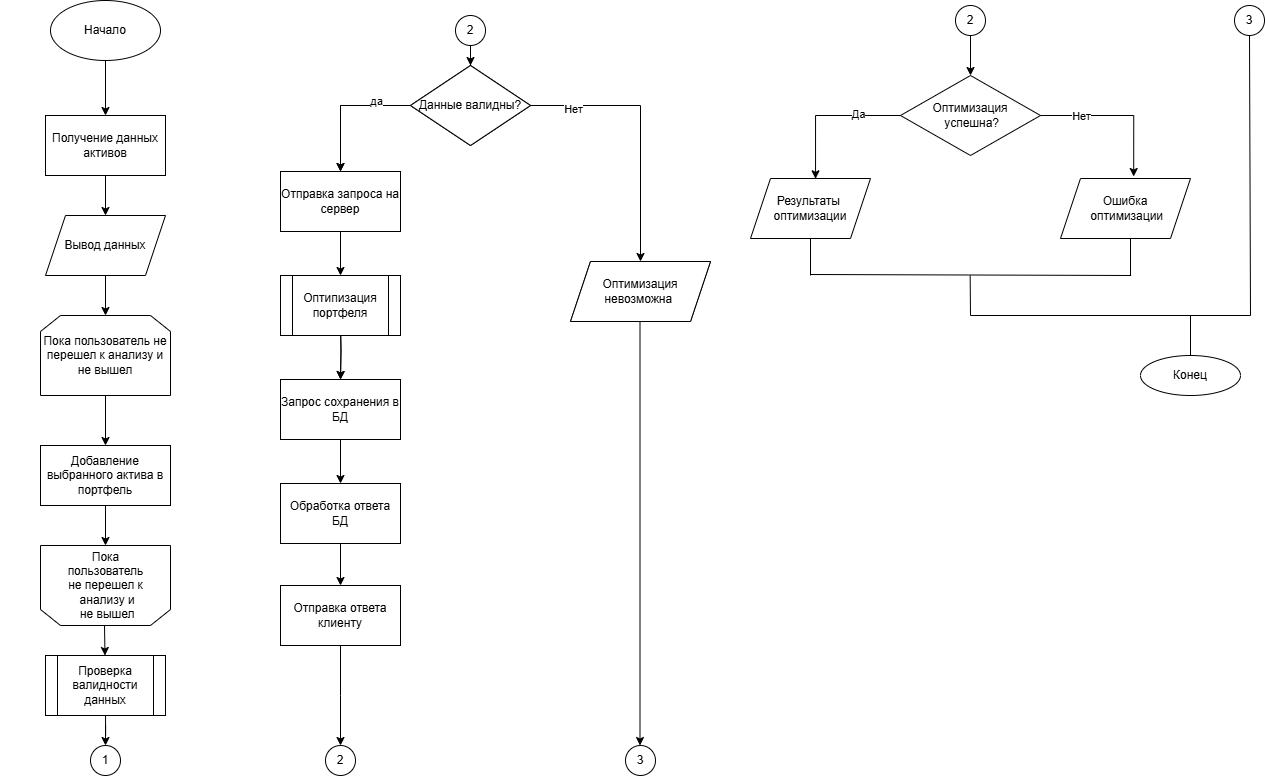 Начало
Получение данных
активов
Вывод данных
Пока пользователь не
перешел к анализу и
не вышел
Добавление
выбранного актива в
портфель
Пока
пользователь
не перешел к
анализу и
не вышел
Проверка
валидности
данных
1
2
Данные валидны?
да
Нет
Отправка запроса на
сервер
Оптипизация
портфеля
Запрос сохранения в
БД
Обработка ответа
БД
Отправка ответа
клиенту
2
Оптимизация
невозможна
3
2
Оптимизация
успешна?
Да
Нет
Результаты
оптимизации
Ошибка
оптимизации
3
Конец